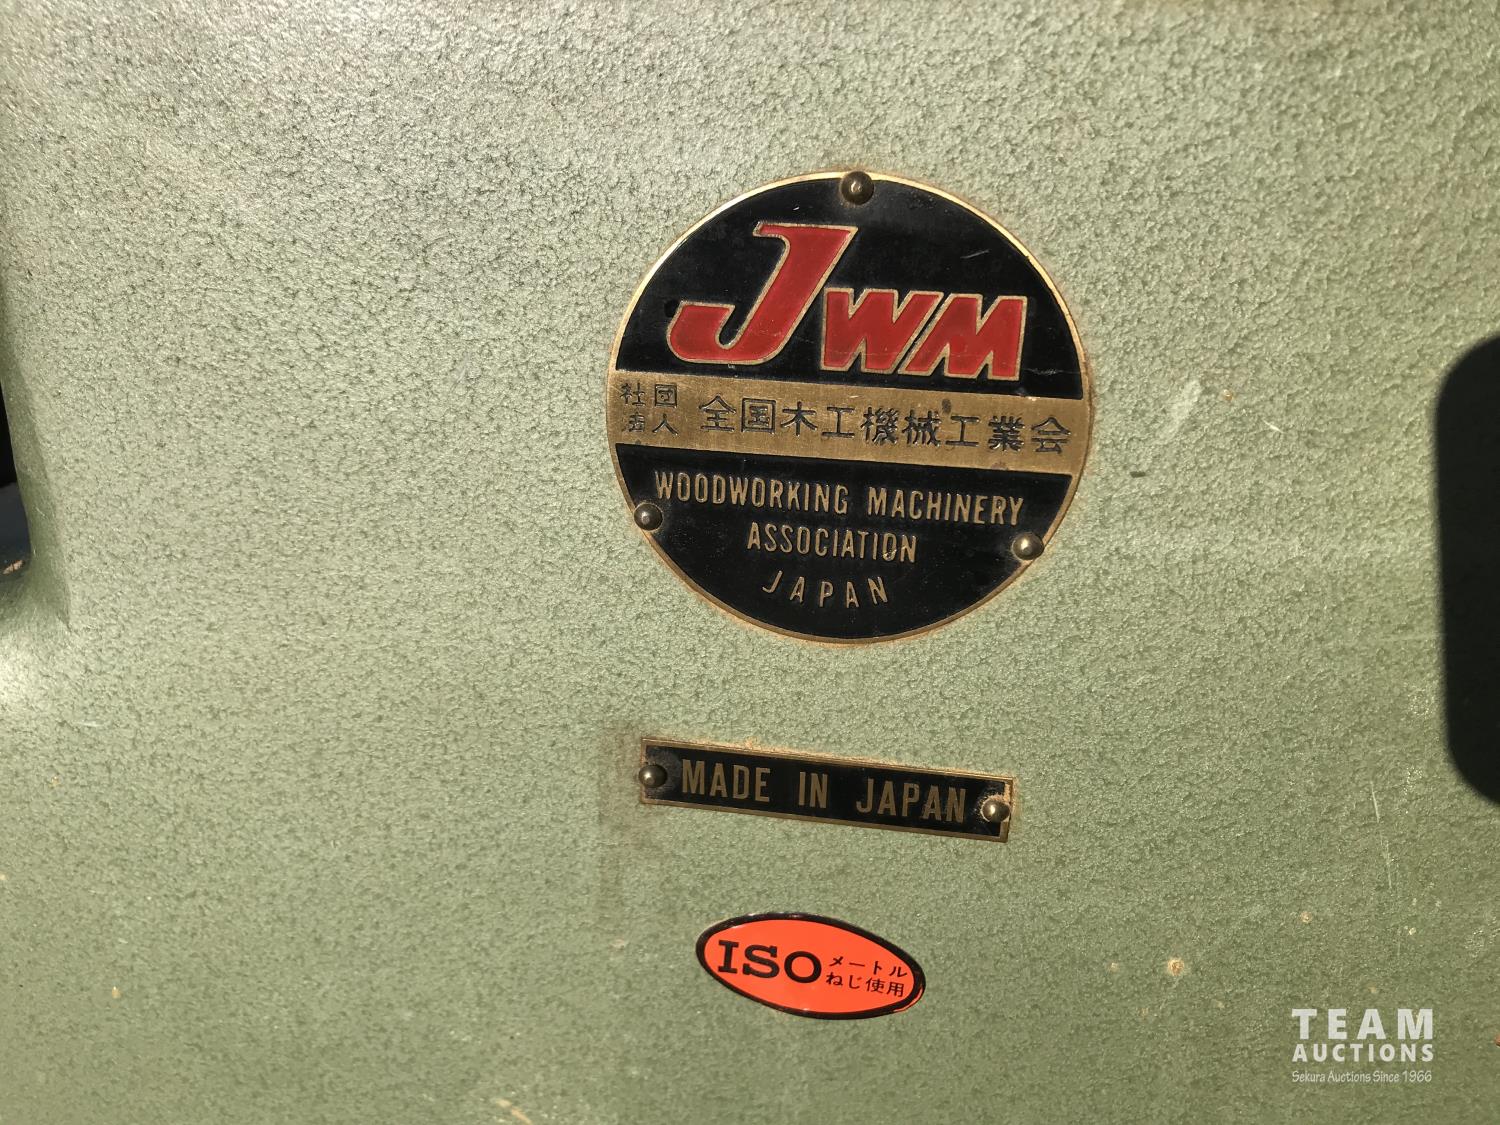 JWM
社団法人 全国木工機械工業会
WOODWORKING MACHINERY
ASSOCIATION
JAPAN
MADE IN JAPAN
ISO メートル
ねじ使用
TEAM
AUCTIONS
Sekura Auctions Since 1966